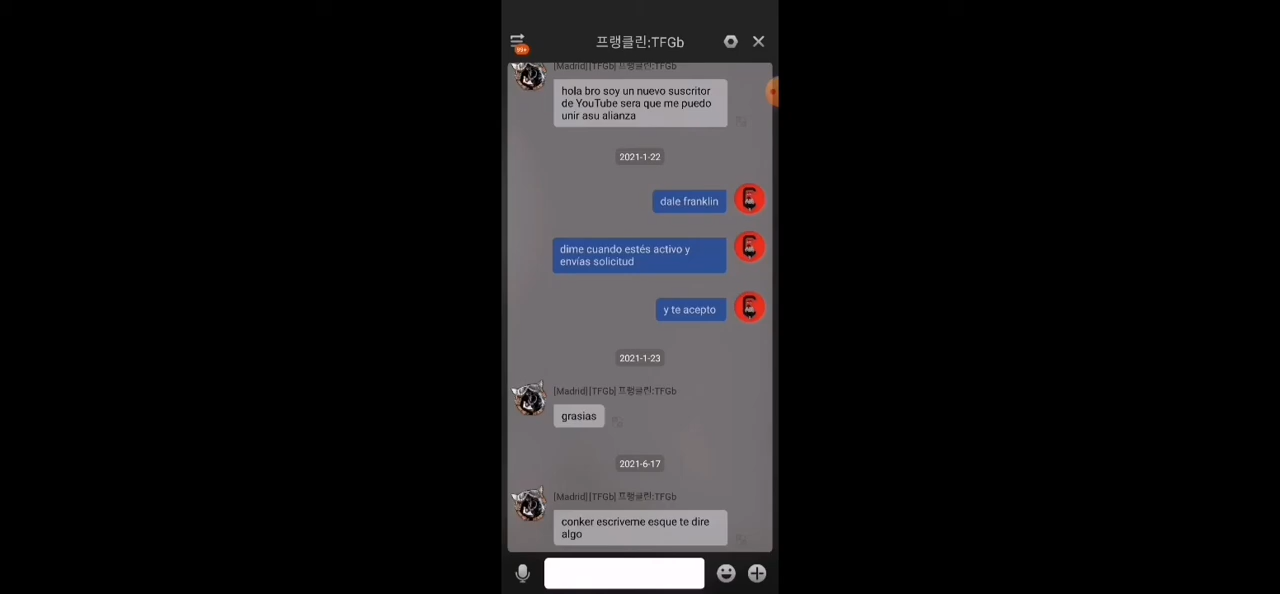 프랭클린:TFGb
99+
[Madrid][TFGb] 프랭클린:TFGb
hola bro soy un nuevo suscritor
de YouTube sera que me puedo
unir asu alianza
2021-1-22
dale franklin
dime cuando estés activo y
envías solicitud
y te acepto
2021-1-23
[Madrid][TFGb] 프랭클린:TFGb
grasias
2021-6-17
[Madrid][TFGb] 프랭클린:TFGb
conker escriveme esque te dire
algo